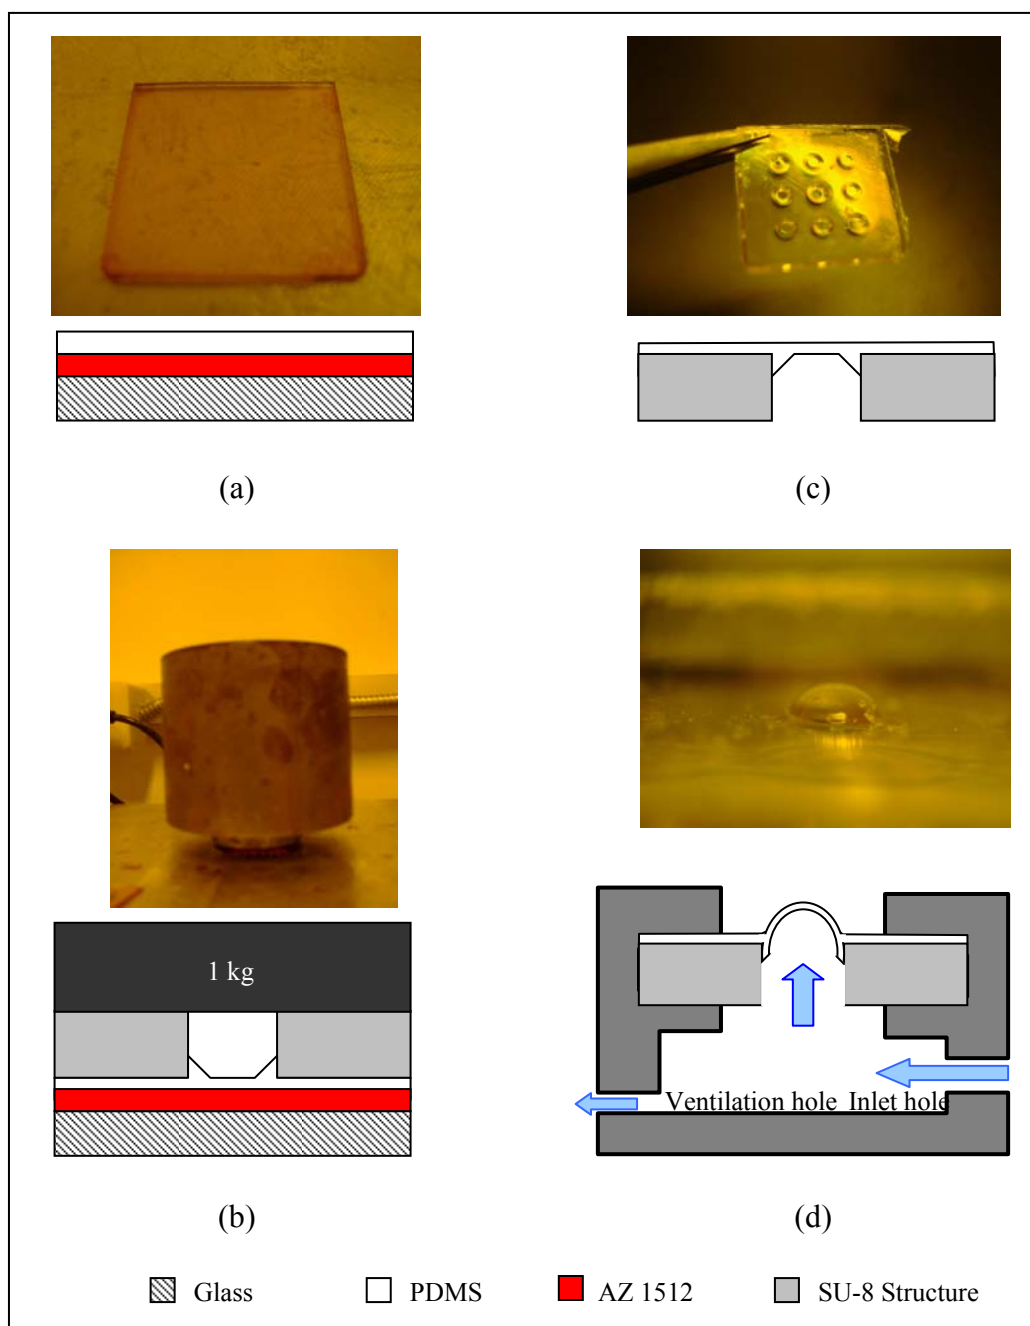 (a)
(c)
1 kg
Ventilation hole Inlet hole
(b)
(d)
Glass
PDMS
AZ 1512
SU-8 Structure